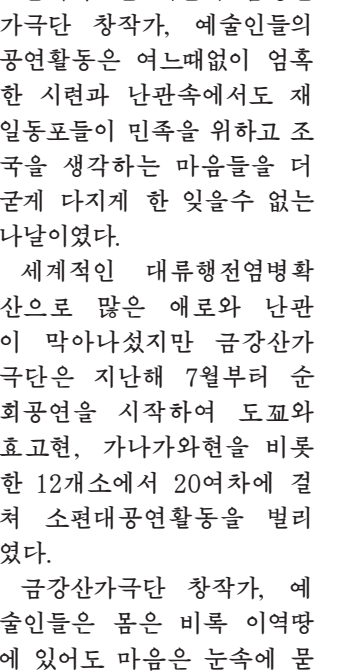 가극단 창작가, 예술인들의
공연활동은 여느때없이 엄혹
한 시련과 난관속에서도 재
일동포들이 민족을 위하고 조
국을 생각하는 마음들을 더
굳게 다지게 한 잊을수 없는
나날이였다.
세계적인 대류행전염병확
산으로 많은 애로와 난관
이 막아나섰지만 금강산가
극단은 지난해 7월부터 순
회공연을 시작하여 도꾜와
효고현, 가나가와현을 비롯
한 12개소에서 20여차에 걸
쳐 소편대공연활동을 벌리
였다.
금강산가극단 창작가, 예
술인들은 몸은 비록 이역땅
에 있어도 마음은 눈속에 묻